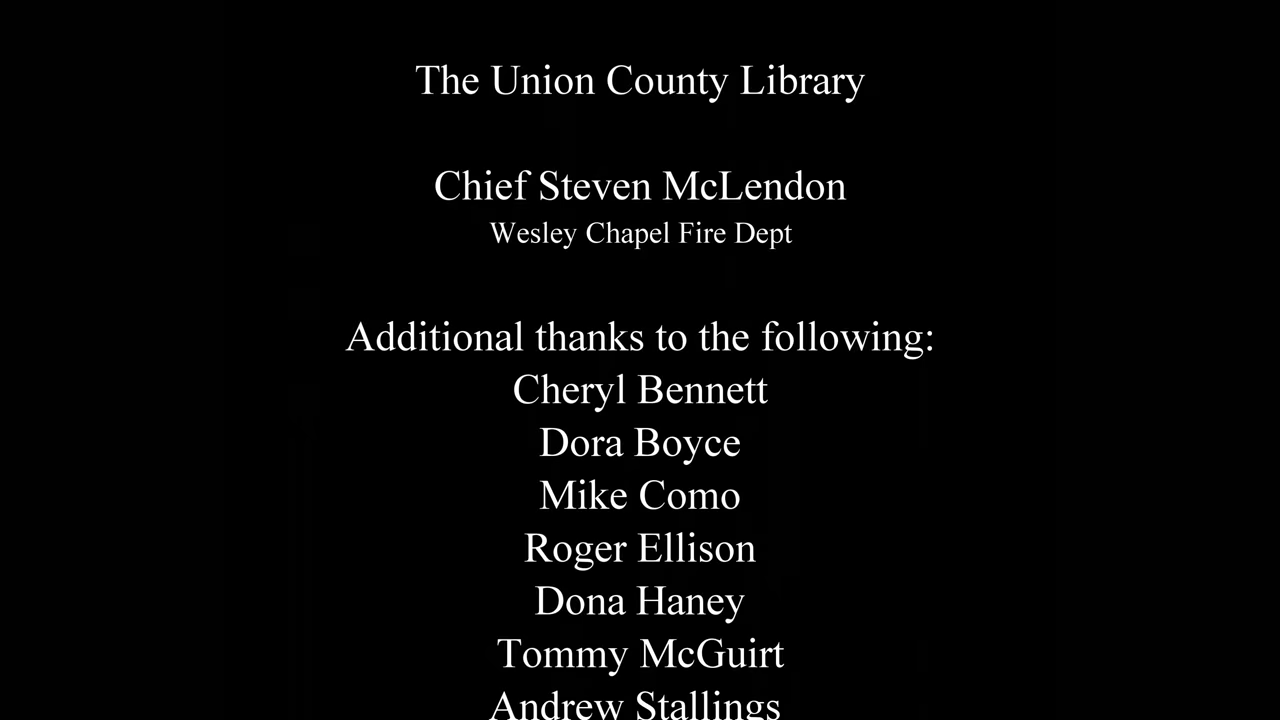 The Union County Library
Chief Steven McLendon
Wesley Chapel Fire Dept
Additional thanks to the following:
Cheryl Bennett
Dora Boyce
Mike Como
Roger Ellison
Dona Haney
Tommy McGuirt
Andrew Stallings